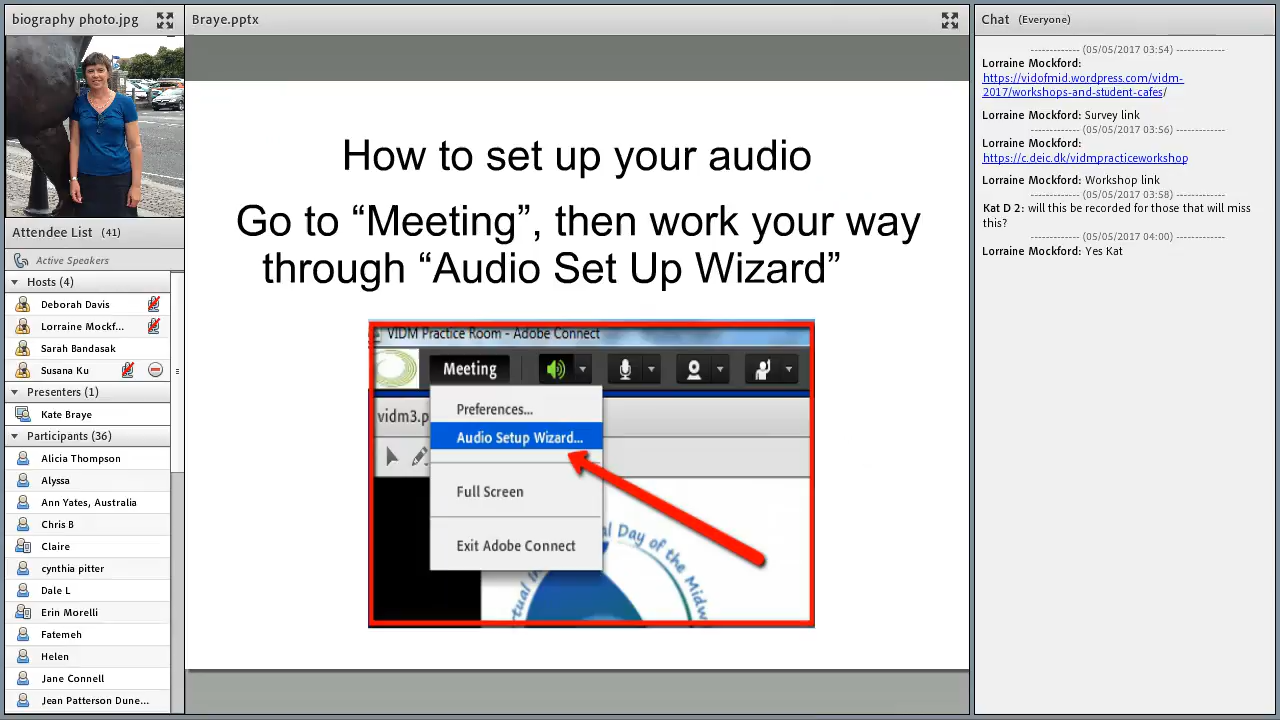 biography photo.jpg
Attendee List (41)
Active Speakers
Hosts (4)
Deborah Davis
Lorraine Mockf...
Sarah Bandasak
Susana Ku
Presenters (1)
Kate Braye
Participants (36)
Alicia Thompson
Alyssa
Ann Yates, Australia
Chris B
Claire
cynthia pitter
Dale L
Erin Morelli
Fatemeh
Helen
Jane Connell
Jean Patterson Dune...
Braye.pptx
How to set up your audio
Go to “Meeting”, then work your way
through “Audio Set Up Wizard”
VIDM Practice Room - Adobe Connect
Meeting
vidm3.p
Preferences...
Audio Setup Wizard...
Full Screen
Exit Adobe Connect
al Day of the Midw
Chat (Everyone)
------------- (05/05/2017 03:54) -------------
Lorraine Mockford:
https://vidofmid.wordpress.com/vidm-
2017/workshops-and-student-cafes/
Lorraine Mockford: Survey link
------------- (05/05/2017 03:56) -------------
Lorraine Mockford:
https://c.deic.dk/vidmpracticeworkshop
Lorraine Mockford: Workshop link
------------- (05/05/2017 03:58) -------------
Kat D 2: will this be recorded for those that will miss
this?
------------- (05/05/2017 04:00) -------------
Lorraine Mockford: Yes Kat